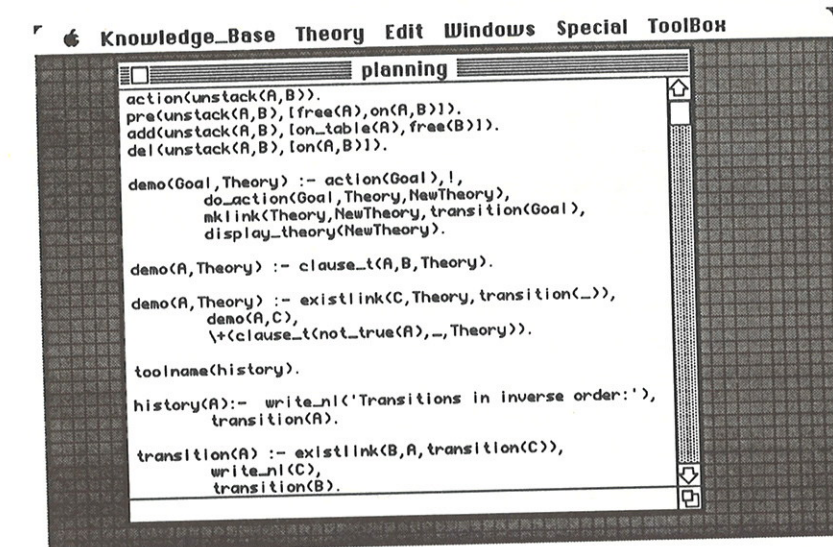 Knowledge_Base Theory Edit Windows Special ToolBox
planning
action(unstack(A,B)).
pre(unstack(A,B),[free(A),on(A,B)]).
add(unstack(A,B),[on_table(A),free(B)]).
del(unstack(A,B),[on(A,B)]).
demo(Goal,Theory) :- action(Goal),!,
do_action(Goal,Theory,NewTheory),
mklink(Theory,NewTheory,transition(Goal),
display_theory(NewTheory).
demo(A,Theory) :- clause_t(A,B,Theory).
demo(A,Theory) :- existlink(C,Theory,transition(_)),
demo(A,C),
\+(clause_t(not_true(A),_,Theory)).
toolname(history).
history(A):- write_nl('Transitions in inverse order:'),
transition(A).
transition(A) :- existlink(B,A,transition(C)),
write_nl(C),
transition(B).